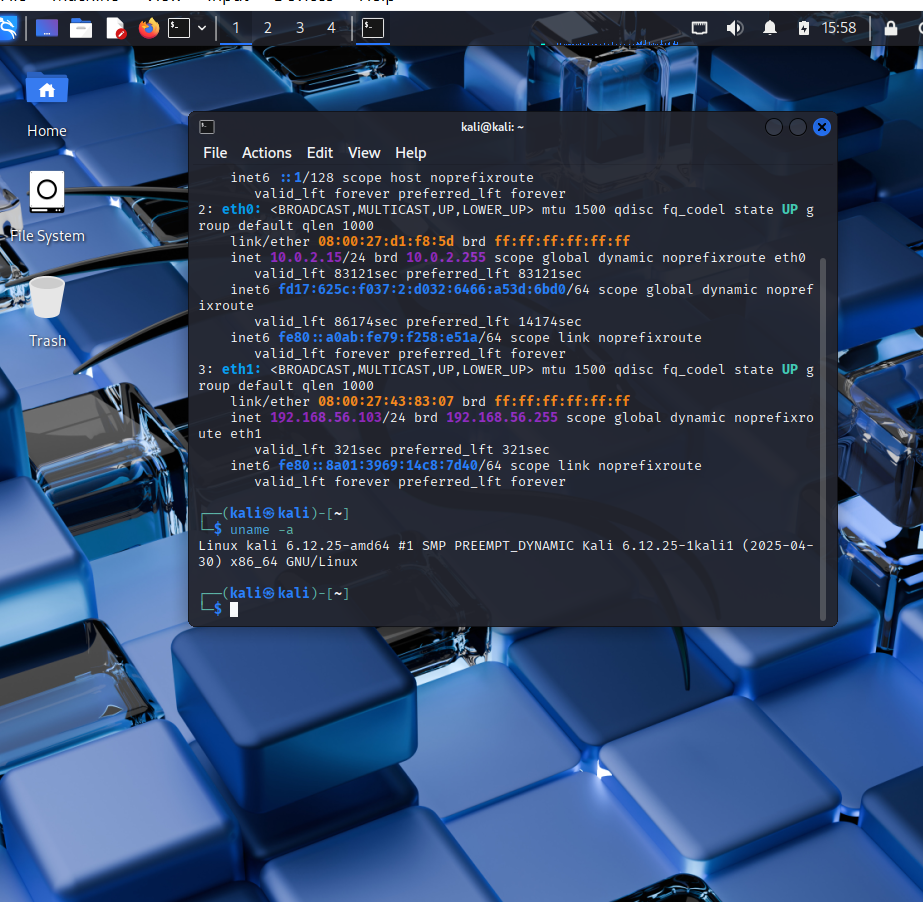 1 2 3 4
15:58
Home
File System
Trash
kali@kali: ~
File Actions Edit View Help
inet6 ::1/128 scope host noprefixroute
valid_lft forever preferred_lft forever
2: eth0: <BROADCAST,MULTICAST,UP,LOWER_UP> mtu 1500 qdisc fq_codel state UP g
roup default qlen 1000
link/ether 08:00:27:d1:f8:5d brd ff:ff:ff:ff:ff:ff
inet 10.0.2.15/24 brd 10.0.2.255 scope global dynamic noprefixroute eth0
valid_lft 83121sec preferred_lft 83121sec
inet6 fd17:625c:f037:2:d032:6466:a53d:6bd0/64 scope global dynamic nopref
ixroute
valid_lft 86174sec preferred_lft 14174sec
inet6 fe80::a0ab:fe79:f258:e51a/64 scope link noprefixroute
valid_lft forever preferred_lft forever
3: eth1: <BROADCAST,MULTICAST,UP,LOWER_UP> mtu 1500 qdisc fq_codel state UP g
roup default qlen 1000
link/ether 08:00:27:43:83:07 brd ff:ff:ff:ff:ff:ff
inet 192.168.56.103/24 brd 192.168.56.255 scope global dynamic noprefixro
ute eth1
valid_lft 321sec preferred_lft 321sec
inet6 fe80::8a01:3969:14c8:7d40/64 scope link noprefixroute
valid_lft forever preferred_lft forever
┌──(kali㉿kali)-[~]
└─$ uname -a
Linux kali 6.12.25-amd64 #1 SMP PREEMPT_DYNAMIC Kali 6.12.25-1kali1 (2025-04-
30) x86_64 GNU/Linux
┌──(kali㉿kali)-[~]
└─$